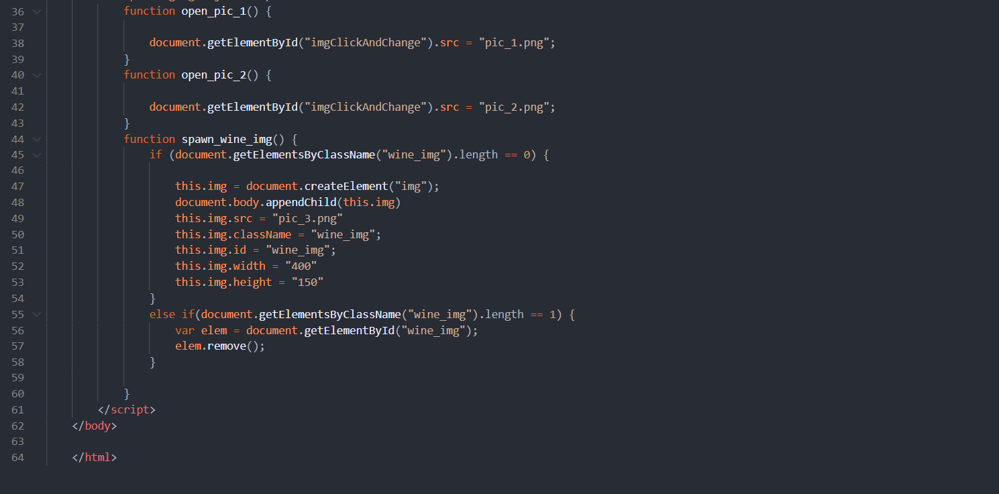 36 function open_pic_1() {
37
38 document.getElementById("imgClickAndChange").src = "pic_1.png";
39 }
40 function open_pic_2() {
41
42 document.getElementById("imgClickAndChange").src = "pic_2.png";
43 }
44 function spawn_wine_img() {
45 if (document.getElementsByClassName("wine_img").length == 0) {
46
47 this.img = document.createElement("img");
48 document.body.appendChild(this.img)
49 this.img.src = "pic_3.png"
50 this.img.className = "wine_img";
51 this.img.id = "wine_img";
52 this.img.width = "400"
53 this.img.height = "150"
54 }
55 else if(document.getElementsByClassName("wine_img").length == 1) {
56 var elem = document.getElementById("wine_img");
57 elem.remove();
58 }
59
60 }
61 </script>
62 </body>
63
64 </html>